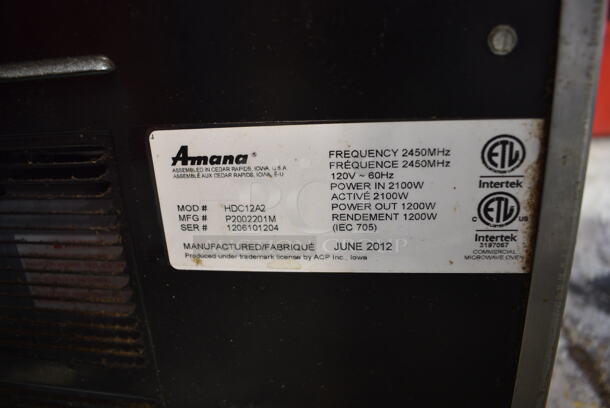 Amana®
ASSEMBLED IN CEDAR RAPIDS, IOWA, U.S.A
ASSEMBLÉ AUX CEDAR RAPIDS, IOWA, É-U
MOD # HDC12A2
MFG # P2002201M
SER # 1206101204
MANUFACTURED/FABRIQUÉ JUNE 2012
Produced under trademark license by ACP Inc., Iowa
FREQUENCY 2450MHz
FRÉQUENCE 2450MHz
120V ~ 60Hz
POWER IN 2100W
ACTIVÉ 2100W
POWER OUT 1200W
RENDEMENT 1200W
(IEC 705)
ETL
Intertek
C ETL US
Intertek
3197067
COMMERCIAL
MICROWAVE OVEN